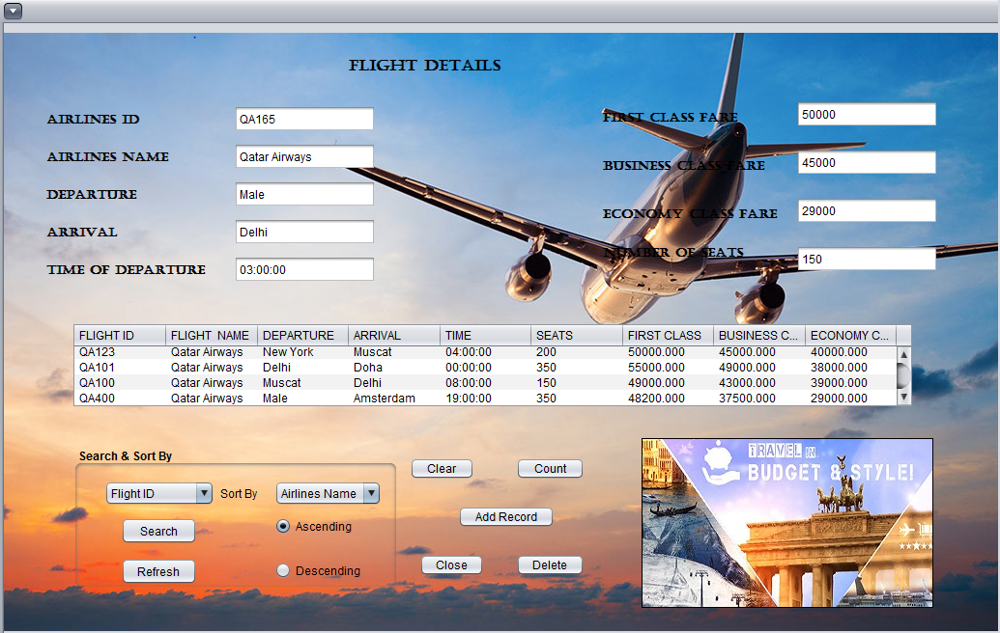 FLIGHT DETAILS
AIRLINES ID QA165
FIRST CLASS FARE 50000
AIRLINES NAME Qatar Airways
BUSINESS CLASS FARE 45000
DEPARTURE Male
ECONOMY CLASS FARE 29000
ARRIVAL Delhi
NUMBER OF SEATS 150
TIME OF DEPARTURE 03:00:00
FLIGHT ID FLIGHT NAME DEPARTURE ARRIVAL TIME SEATS FIRST CLASS BUSINESS C... ECONOMY C...
QA123 Qatar Airways New York Muscat 04:00:00 200 50000.000 45000.000 40000.000
QA101 Qatar Airways Delhi Doha 00:00:00 350 55000.000 49000.000 38000.000
QA100 Qatar Airways Muscat Delhi 08:00:00 150 49000.000 43000.000 39000.000
QA400 Qatar Airways Male Amsterdam 19:00:00 350 48200.000 37500.000 29000.000
Search & Sort By
Flight ID Sort By Airlines Name
Search
Ascending
Refresh
Descending
Clear Count
Add Record
Close Delete
TRAVEL IN
BUDGET & STYLE!